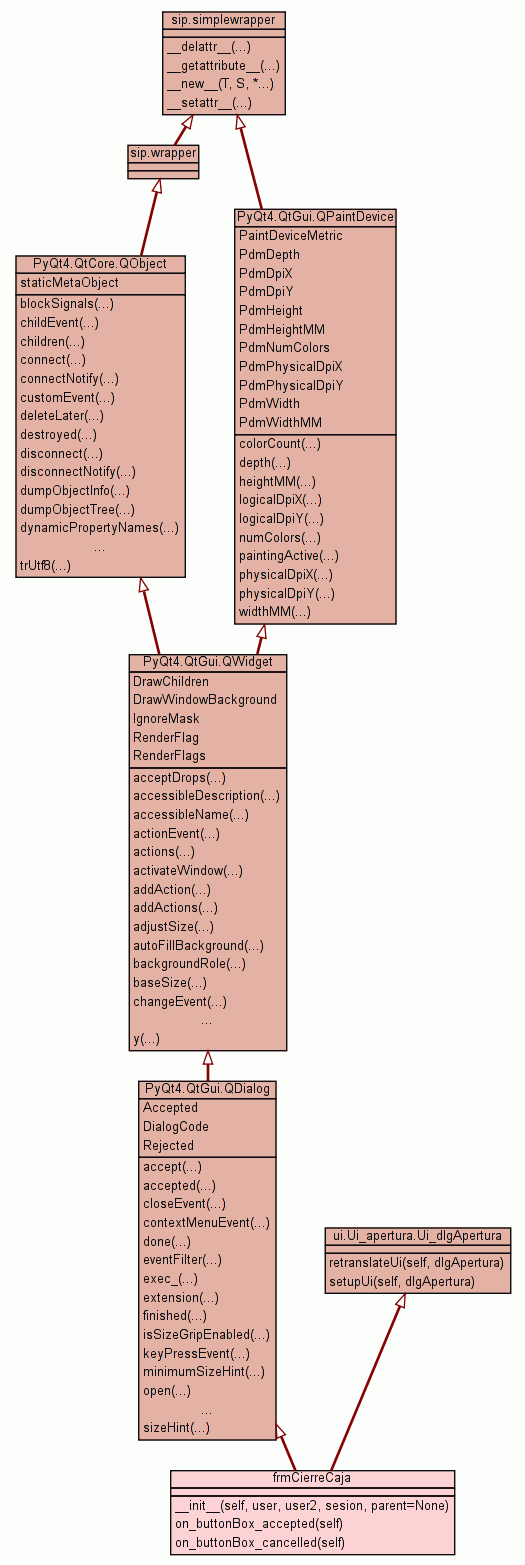 sip.simplewrapper
__delattr__(...)
__getattribute__(...)
__new__(T, S, *...)
__setattr__(...)
sip.wrapper
PyQt4.QtGui.QPaintDevice
PaintDeviceMetric
PdmDepth
PdmDpiX
PdmDpiY
PdmHeight
PdmHeightMM
PdmNumColors
PdmPhysicalDpiX
PdmPhysicalDpiY
PdmWidth
PdmWidthMM
colorCount(...)
depth(...)
heightMM(...)
logicalDpiX(...)
logicalDpiY(...)
numColors(...)
paintingActive(...)
physicalDpiX(...)
physicalDpiY(...)
widthMM(...)
PyQt4.QtCore.QObject
staticMetaObject
blockSignals(...)
childEvent(...)
children(...)
connect(...)
connectNotify(...)
customEvent(...)
deleteLater(...)
destroyed(...)
disconnect(...)
disconnectNotify(...)
dumpObjectInfo(...)
dumpObjectTree(...)
dynamicPropertyNames(...)
...
trUtf8(...)
PyQt4.QtGui.QWidget
DrawChildren
DrawWindowBackground
IgnoreMask
RenderFlag
RenderFlags
acceptDrops(...)
accessibleDescription(...)
accessibleName(...)
actionEvent(...)
actions(...)
activateWindow(...)
addAction(...)
addActions(...)
adjustSize(...)
autoFillBackground(...)
backgroundRole(...)
baseSize(...)
changeEvent(...)
...
y(...)
PyQt4.QtGui.QDialog
Accepted
DialogCode
Rejected
accept(...)
accepted(...)
closeEvent(...)
contextMenuEvent(...)
done(...)
eventFilter(...)
exec_(...)
extension(...)
finished(...)
isSizeGripEnabled(...)
keyPressEvent(...)
minimumSizeHint(...)
open(...)
...
sizeHint(...)
ui.Ui_apertura.Ui_dlgApertura
retranslateUi(self, dlgApertura)
setupUi(self, dlgApertura)
frmCierreCaja
__init__(self, user, user2, sesion, parent=None)
on_buttonBox_accepted(self)
on_buttonBox_cancelled(self)